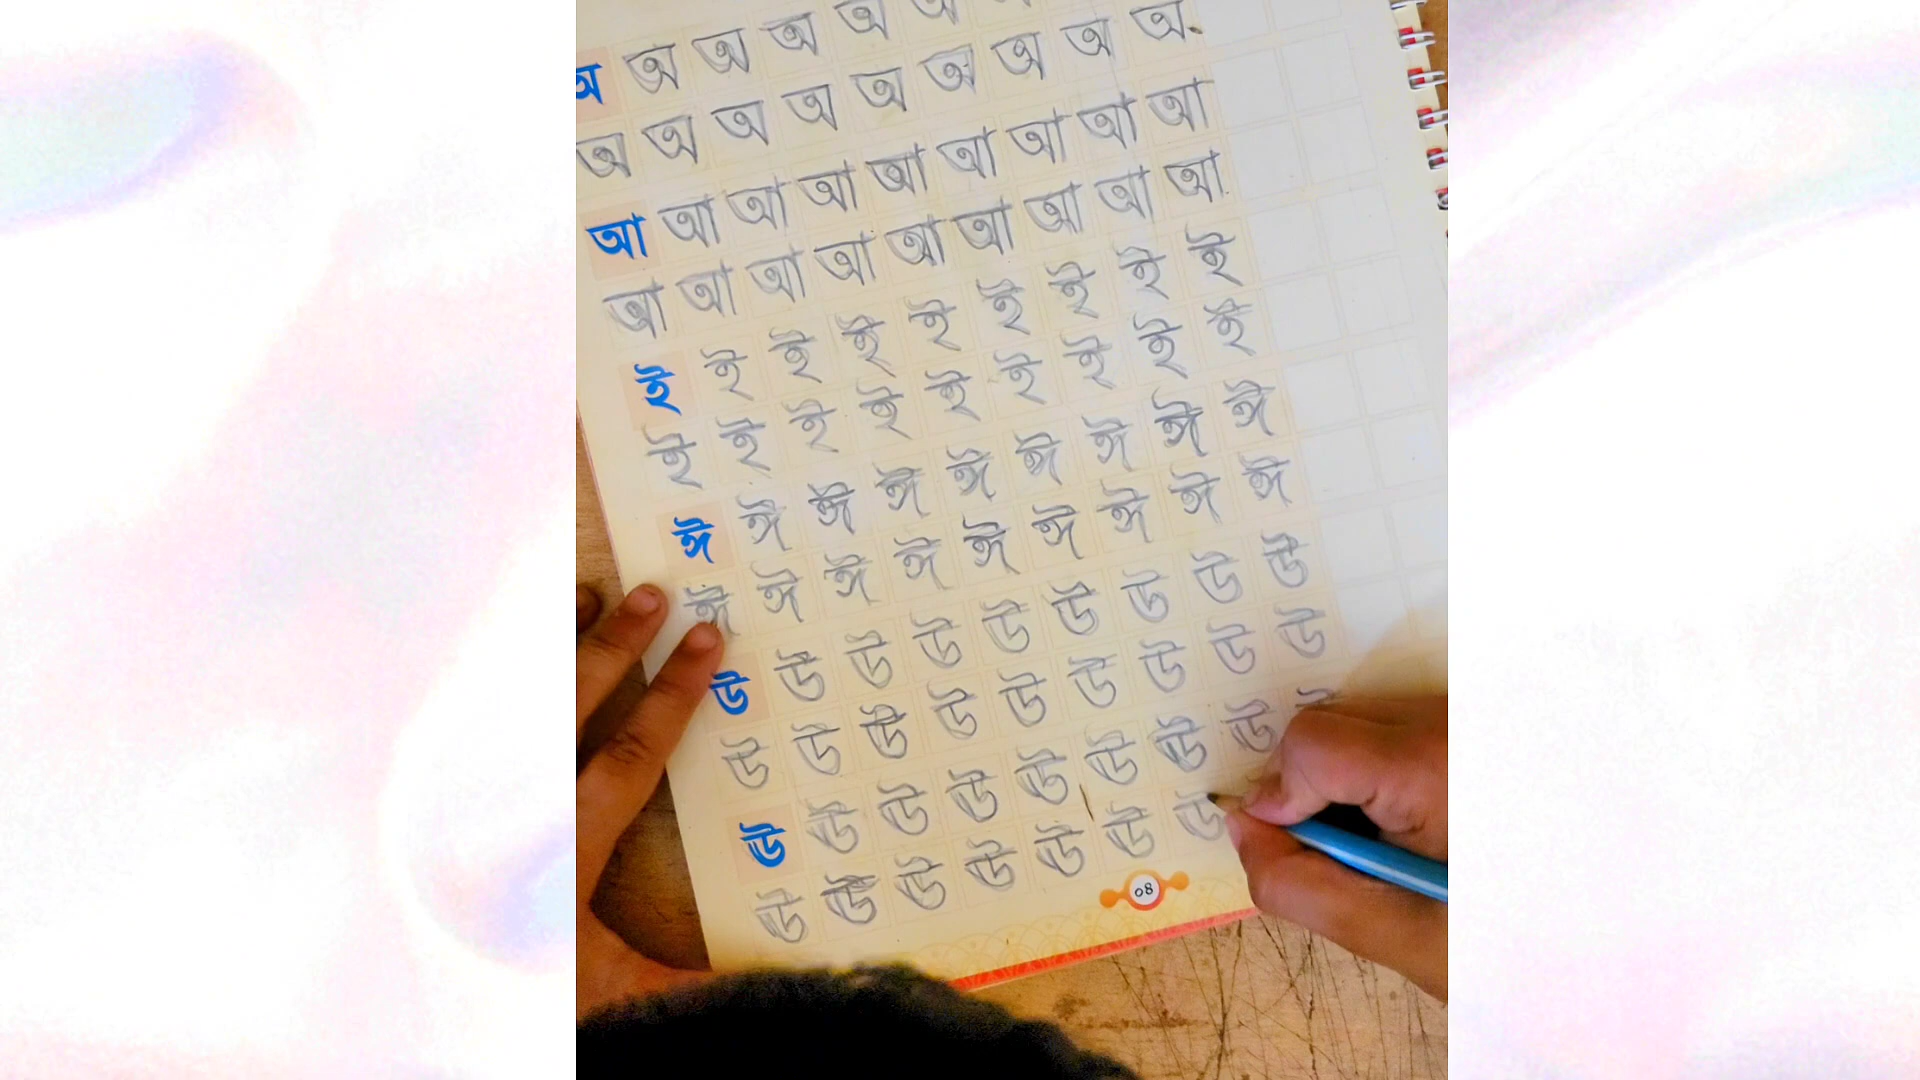 অ অ অ অ অ অ
অ অ অ অ অ অ অ অ অ
আ আ আ আ আ আ আ আ আ
আ আ আ আ আ আ আ আ আ
ই ই ই ই ই ই ই ই ই
ই ই ই ই ই ই ই ই ই
ঈ ঈ ঈ ঈ ঈ ঈ ঈ ঈ ঈ
ঈ ঈ ঈ ঈ ঈ ঈ ঈ ঈ ঈ
উ উ উ উ উ উ উ উ উ
উ উ উ উ উ উ উ উ উ
ঊ ঊ ঊ ঊ ঊ ঊ ঊ ঊ
ঊ ঊ ঊ ঊ ঊ ঊ ঊ
০৪